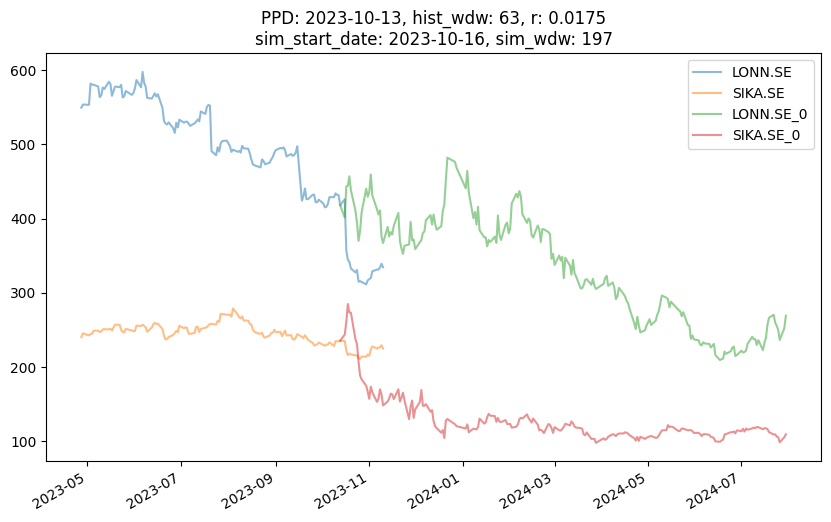 PPD: 2023-10-13, hist_wdw: 63, r: 0.0175
sim_start_date: 2023-10-16, sim_wdw: 197
LONN.SE
SIKA.SE
LONN.SE_0
SIKA.SE_0
600
500
400
300
200
100
2023-05
2023-07
2023-09
2023-11
2024-01
2024-03
2024-05
2024-07